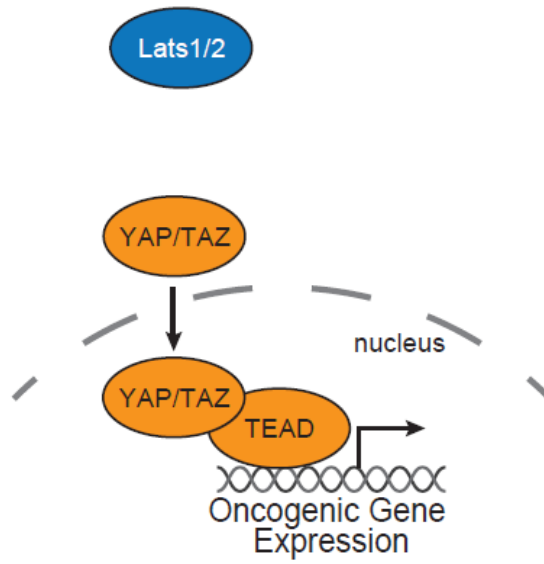 Lats1/2
YAP/TAZ
nucleus
YAP/TAZ
TEAD
Oncogenic Gene
Expression